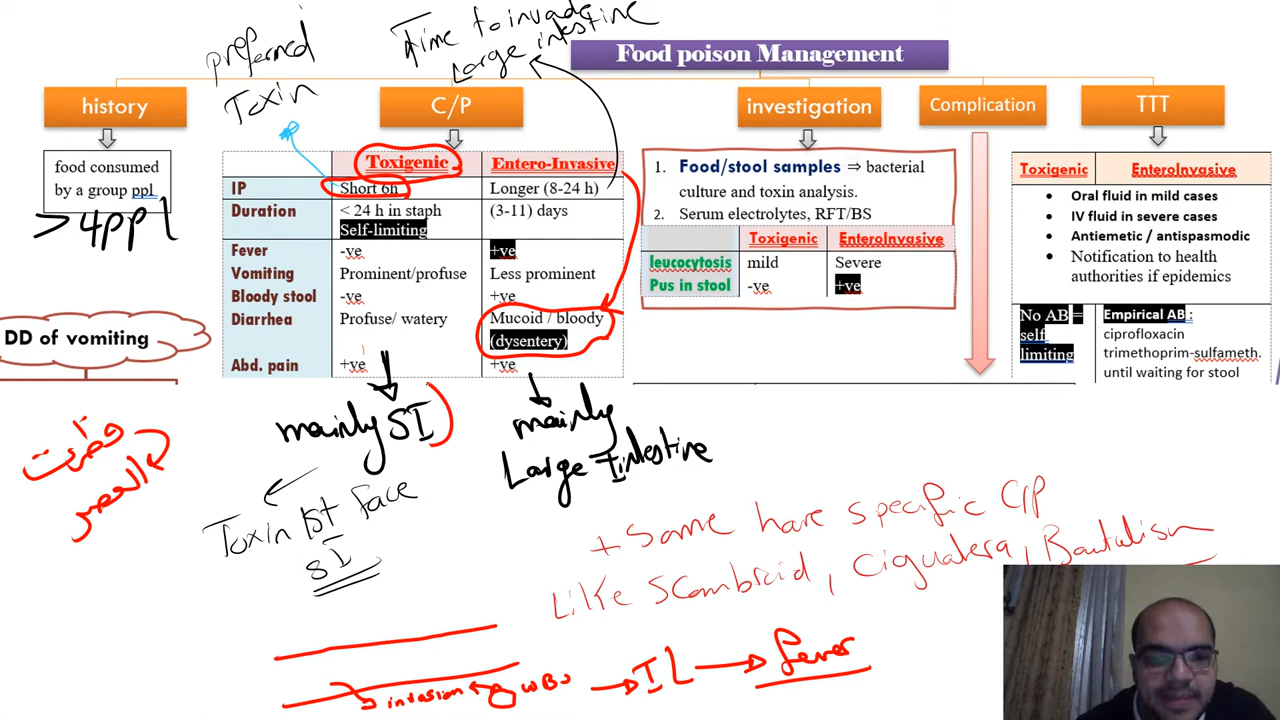 Food poison Management
history
C/P
investigation
Complication
TTT
food consumed
by a group ppl
>4ppl
preferred
Toxin
Time to invade
Large intestine
Toxigenic
Entero-Invasive
IP
Short 6h
Longer (8-24 h)
Duration
< 24 h in staph
Self-limiting
(3-11) days
Fever
-ve
+ve
Vomiting
Prominent/profuse
Less prominent
Bloody stool
-ve
+ve
Diarrhea
Profuse/ watery
Mucoid / bloody
(dysentery)
Abd. pain
+ve
+ve
mainly SI
Toxin 1st face
SI
mainly
Large Intestine
1. Food/stool samples ⇒ bacterial
culture and toxin analysis.
2. Serum electrolytes, RFT/BS
Toxigenic
EnteroInvasive
leucocytosis
mild
Severe
Pus in stool
-ve
+ve
Toxigenic
EnteroInvasive
• Oral fluid in mild cases
• IV fluid in severe cases
• Antiemetic / antispasmodic
• Notification to health
authorities if epidemics
No AB =
self
limiting
Empirical AB :
ciprofloxacin
trimethoprim-sulfameth.
until waiting for stool
DD of vomiting
العصر
+ Some have specific C/P
Like Scombroid, Ciguatera,
invasion
WBS
IL
fever